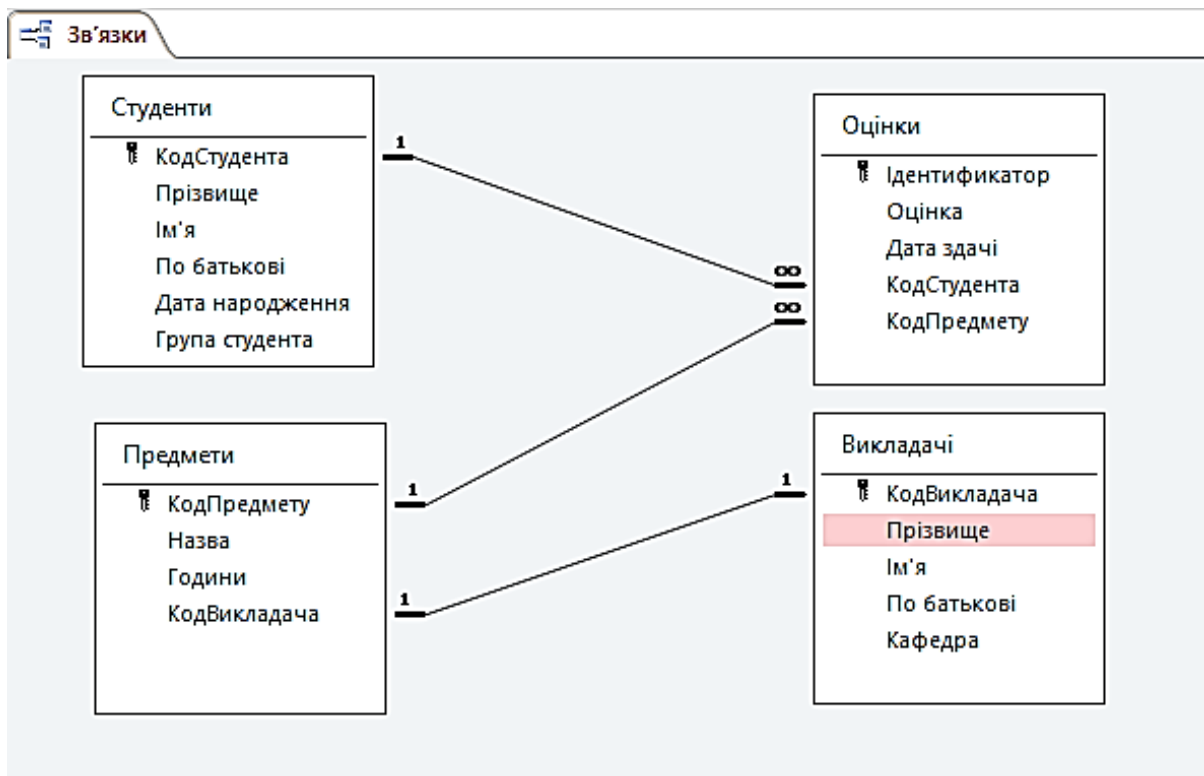 Зв'язки
Студенти
КодСтудента
Прізвище
Ім'я
По батькові
Дата народження
Група студента
1
Оцінки
Ідентифікатор
Оцінка
Дата здачі
КодСтудента
КодПредмету
∞
∞
Предмети
КодПредмету
Назва
Години
КодВикладача
1
1
Викладачі
КодВикладача
Прізвище
Ім'я
По батькові
Кафедра
1